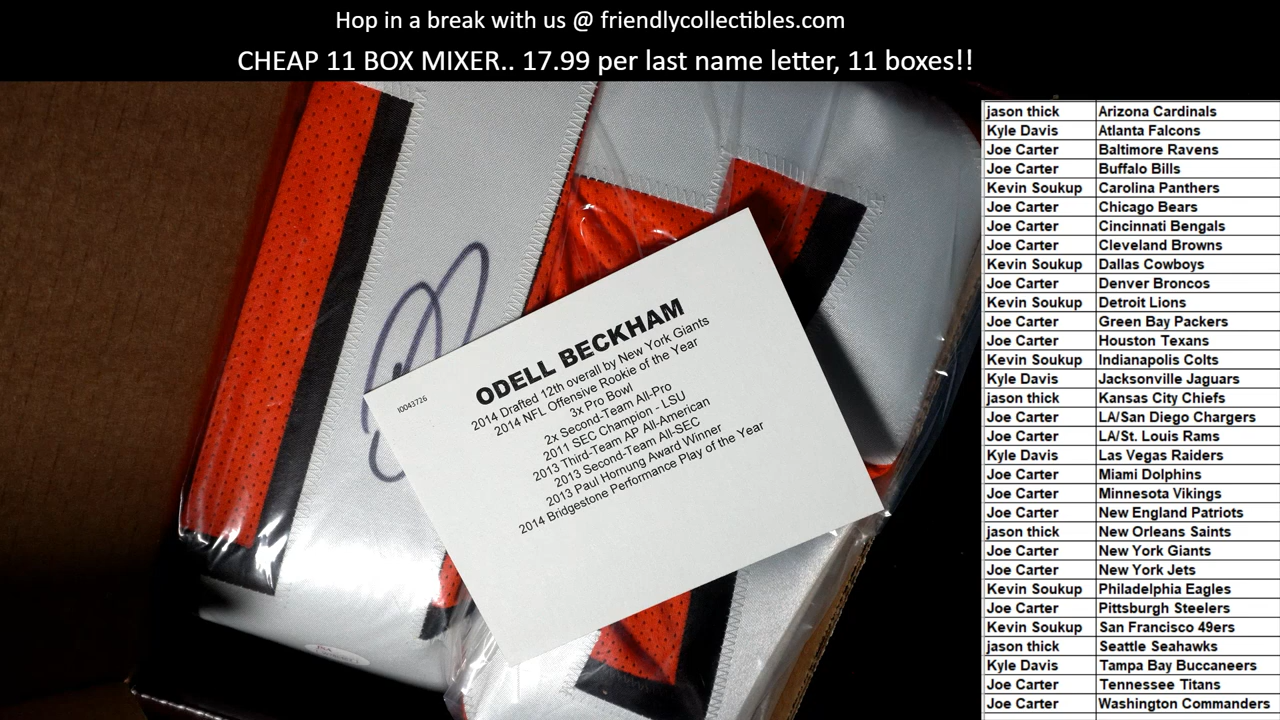 Hop in a break with us @ friendlycollectibles.com
CHEAP 11 BOX MIXER.. 17.99 per last name letter, 11 boxes!!
I0043726
ODELL BECKHAM
2014 Drafted 12th overall by New York Giants
2014 NFL Offensive Rookie of the Year
3x Pro Bowl
2x Second-Team All-Pro
2011 SEC Champion - LSU
2013 Third-Team AP All-American
2013 Second-Team All-SEC
2013 Paul Hornung Award Winner
2014 Bridgestone Performance Play of the Year
jason thick Arizona Cardinals
Kyle Davis Atlanta Falcons
Joe Carter Baltimore Ravens
Joe Carter Buffalo Bills
Kevin Soukup Carolina Panthers
Joe Carter Chicago Bears
Joe Carter Cincinnati Bengals
Joe Carter Cleveland Browns
Kevin Soukup Dallas Cowboys
Joe Carter Denver Broncos
Kevin Soukup Detroit Lions
Joe Carter Green Bay Packers
Joe Carter Houston Texans
Kevin Soukup Indianapolis Colts
Kyle Davis Jacksonville Jaguars
jason thick Kansas City Chiefs
Joe Carter LA/San Diego Chargers
Joe Carter LA/St. Louis Rams
Kyle Davis Las Vegas Raiders
Joe Carter Miami Dolphins
Joe Carter Minnesota Vikings
Joe Carter New England Patriots
jason thick New Orleans Saints
Joe Carter New York Giants
Joe Carter New York Jets
Kevin Soukup Philadelphia Eagles
Joe Carter Pittsburgh Steelers
Kevin Soukup San Francisco 49ers
jason thick Seattle Seahawks
Kyle Davis Tampa Bay Buccaneers
Joe Carter Tennessee Titans
Joe Carter Washington Commanders